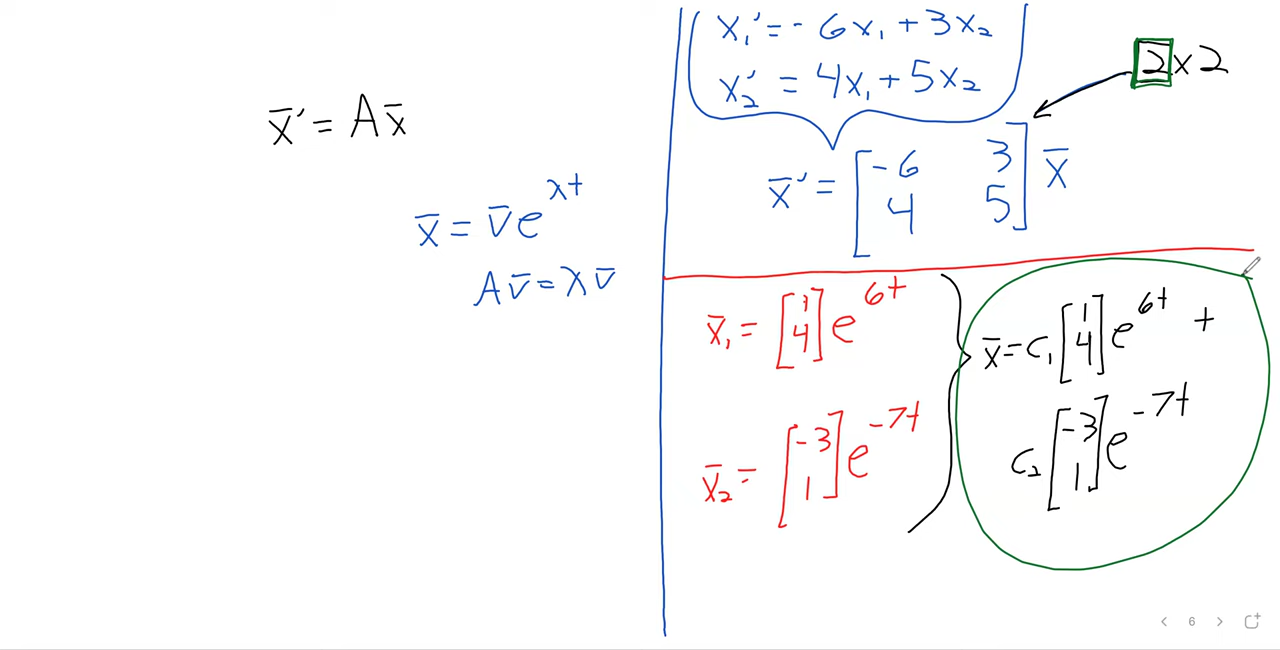 x̄' = Ax̄
x̄ = v̄e^{λt}
Av̄ = λv̄
x₁' = -6x₁ + 3x₂
x₂' = 4x₁ + 5x₂
2x2
x̄' = [-6 3
4 5] x̄
x̄₁ = [1
4] e^{6t}
x̄₂ = [-3
1] e^{-7t}
x̄ = c₁ [1
4] e^{6t} +
c₂ [-3
1] e^{-7t}
6